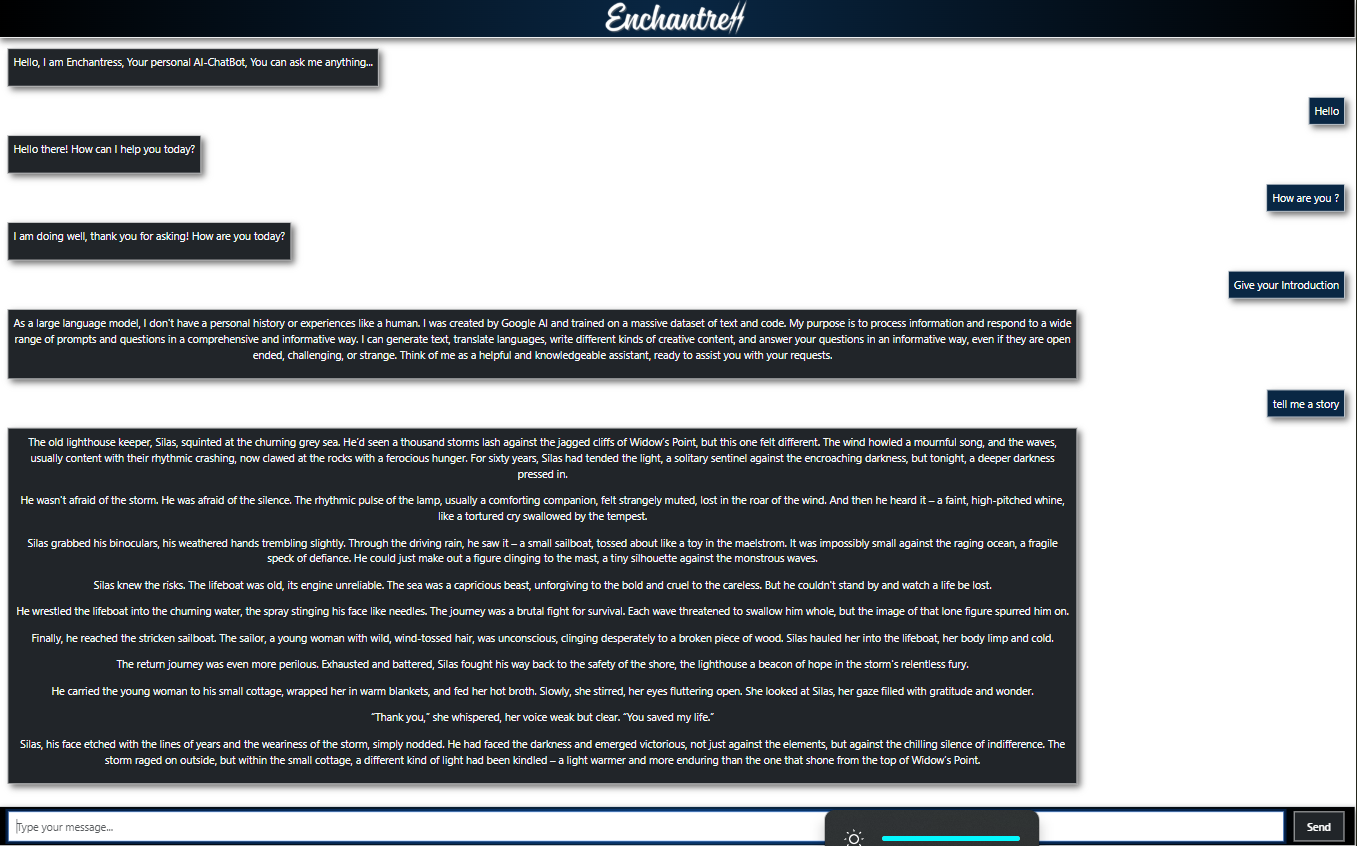 Enchantress
Hello, I am Enchantress, Your personal AI-ChatBot, You can ask me anything...
Hello
Hello there! How can I help you today?
How are you ?
I am doing well, thank you for asking! How are you today?
Give your Introduction
As a large language model, I don't have a personal history or experiences like a human. I was created by Google AI and trained on a massive dataset of text and code. My purpose is to process information and respond to a wide
range of prompts and questions in a comprehensive and informative way. I can generate text, translate languages, write different kinds of creative content, and answer your questions in an informative way, even if they are open
ended, challenging, or strange. Think of me as a helpful and knowledgeable assistant, ready to assist you with your requests.
tell me a story
The old lighthouse keeper, Silas, squinted at the churning grey sea. He'd seen a thousand storms lash against the jagged cliffs of Widow's Point, but this one felt different. The wind howled a mournful song, and the waves,
usually content with their rhythmic crashing, now clawed at the rocks with a ferocious hunger. For sixty years, Silas had tended the light, a solitary sentinel against the encroaching darkness, but tonight, a deeper darkness
pressed in.
He wasn't afraid of the storm. He was afraid of the silence. The rhythmic pulse of the lamp, usually a comforting companion, felt strangely muted, lost in the roar of the wind. And then he heard it – a faint, high-pitched whine,
like a tortured cry swallowed by the tempest.
Silas grabbed his binoculars, his weathered hands trembling slightly. Through the driving rain, he saw it – a small sailboat, tossed about like a toy in the maelstrom. It was impossibly small against the raging ocean, a fragile
speck of defiance. He could just make out a figure clinging to the mast, a tiny silhouette against the monstrous waves.
Silas knew the risks. The lifeboat was old, its engine unreliable. The sea was a capricious beast, unforgiving to the bold and cruel to the careless. But he couldn't stand by and watch a life be lost.
He wrestled the lifeboat into the churning water, the spray stinging his face like needles. The journey was a brutal fight for survival. Each wave threatened to swallow him whole, but the image of that lone figure spurred him on.
Finally, he reached the stricken sailboat. The sailor, a young woman with wild, wind-tossed hair, was unconscious, clinging desperately to a broken piece of wood. Silas hauled her into the lifeboat, her body limp and cold.
The return journey was even more perilous. Exhausted and battered, Silas fought his way back to the safety of the shore, the lighthouse a beacon of hope in the storm's relentless fury.
He carried the young woman to his small cottage, wrapped her in warm blankets, and fed her hot broth. Slowly, she stirred, her eyes fluttering open. She looked at Silas, her gaze filled with gratitude and wonder.
"Thank you," she whispered, her voice weak but clear. "You saved my life."
Silas, his face etched with the lines of years and the weariness of the storm, simply nodded. He had faced the darkness and emerged victorious, not just against the elements, but against the chilling silence of indifference. The
storm raged on outside, but within the small cottage, a different kind of light had been kindled – a light warmer and more enduring than the one that shone from the top of Widow's Point.
Type your message...
Send